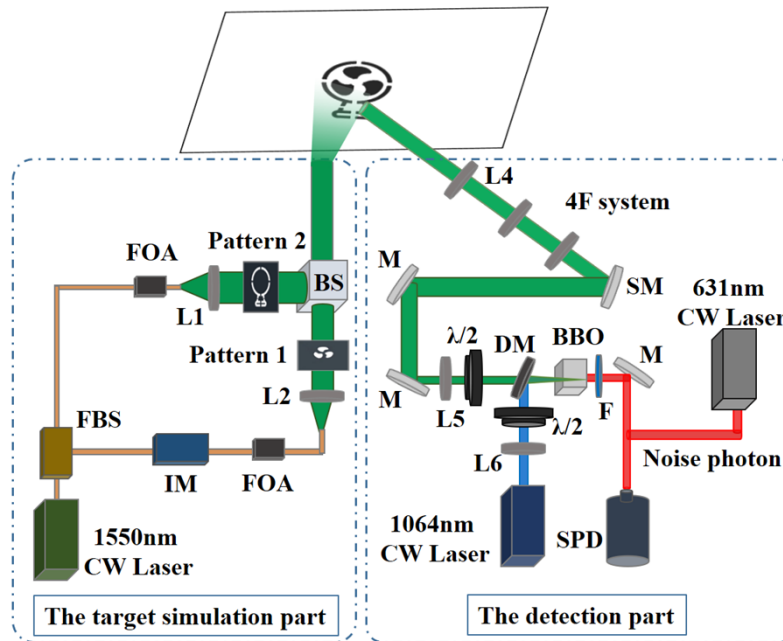 L4
4F system
FOA
Pattern 2
M
BS
SM
631nm
CW Laser
L1
λ/2
DM
BBO
M
Pattern 1
L2
M
L5
F
FBS
λ/2
Noise photon
IM
FOA
L6
1550nm
CW Laser
1064nm
CW Laser
SPD
The target simulation part
The detection part